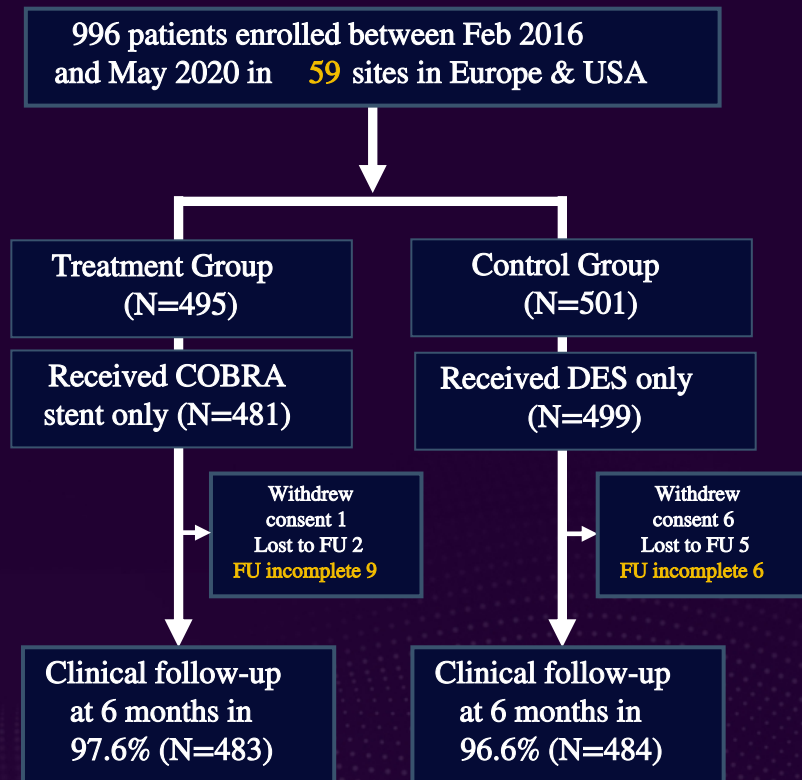 996 patients enrolled between Feb 2016
and May 2020 in 59 sites in Europe & USA
Treatment Group
(N=495)
Control Group
(N=501)
Received COBRA
stent only (N=481)
Received DES only
(N=499)
Withdrew
consent 1
Lost to FU 2
FU incomplete 9
Withdrew
consent 6
Lost to FU 5
FU incomplete 6
Clinical follow-up
at 6 months in
97.6% (N=483)
Clinical follow-up
at 6 months in
96.6% (N=484)